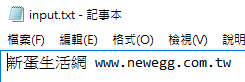 input.txt - 記事本
檔案(F) 編輯(E) 格式(O) 檢視(V) 說明
新蛋生活網 www.newegg.com.tw